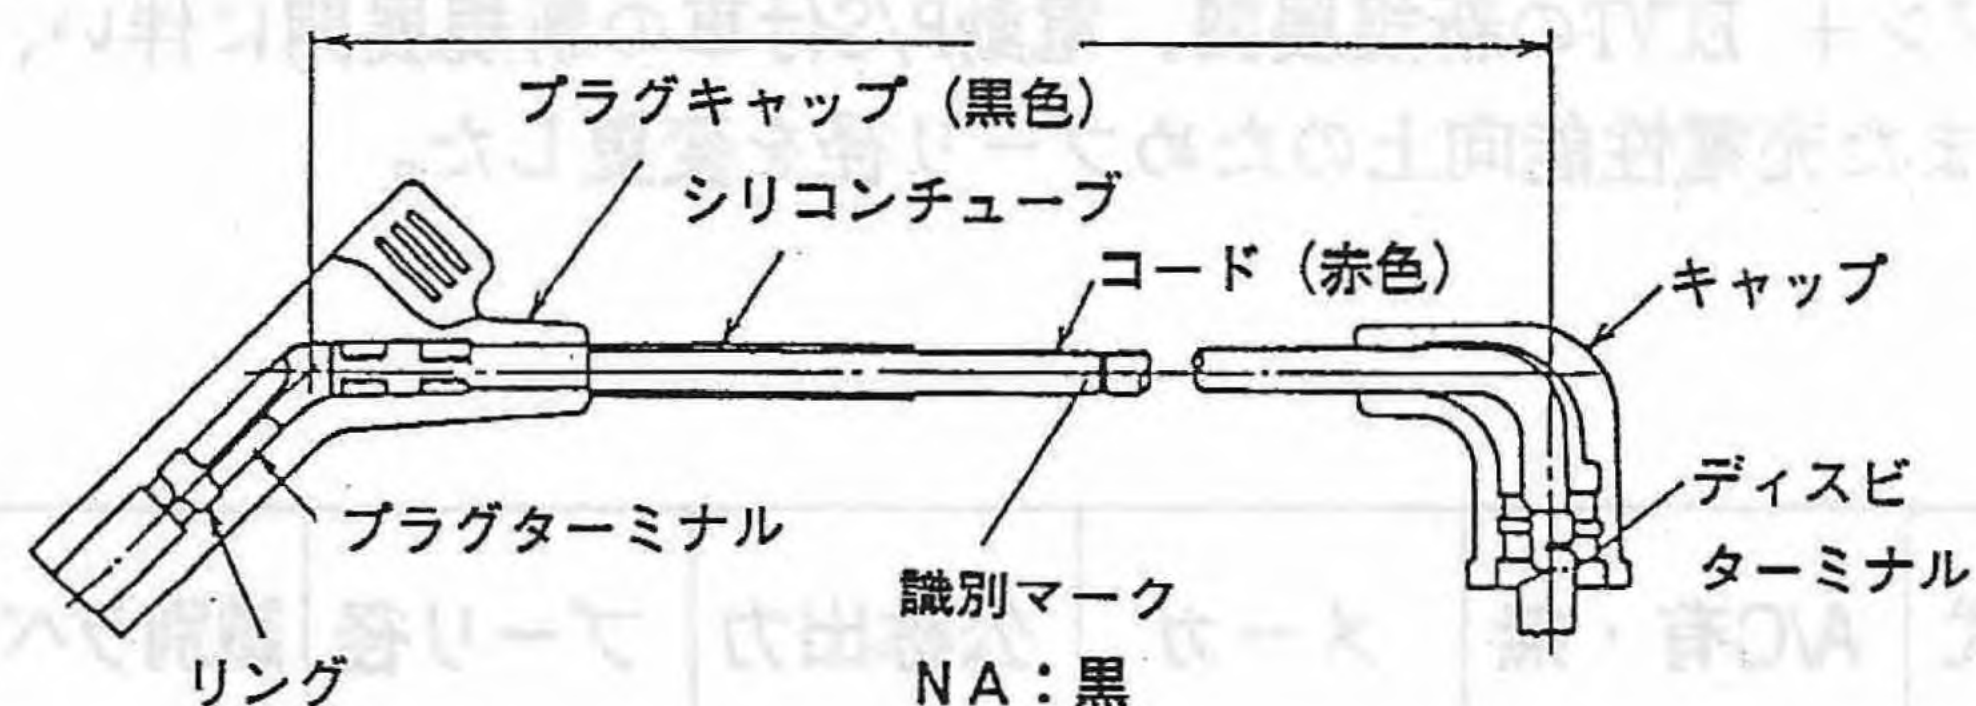 プラグキャップ（黒色）
シリコンチューブ
コード（赤色）
キャップ
プラグターミナル
ディスビ
ターミナル
識別マーク
ＮＡ：黒
リング